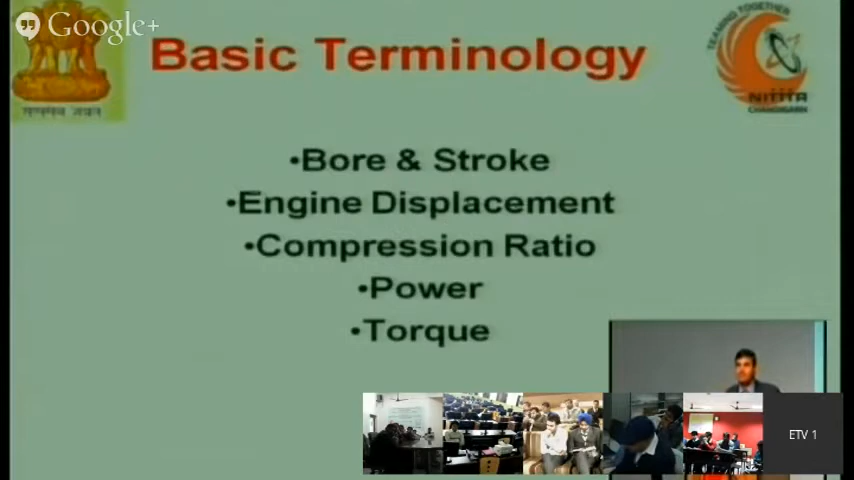 Google+
Basic Terminology
TEAMING TOGETHER
NITTTR
CHANDIGARH
•Bore & Stroke
•Engine Displacement
•Compression Ratio
•Power
•Torque
ETV 1